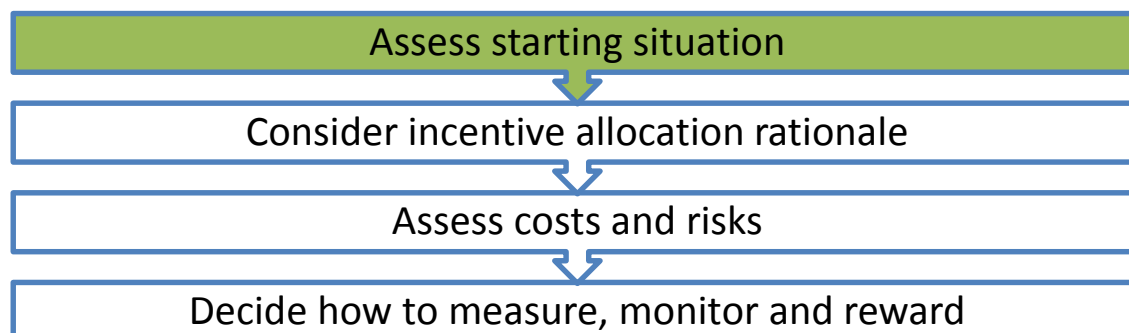 Assess starting situation
Consider incentive allocation rationale
Assess costs and risks
Decide how to measure, monitor and reward